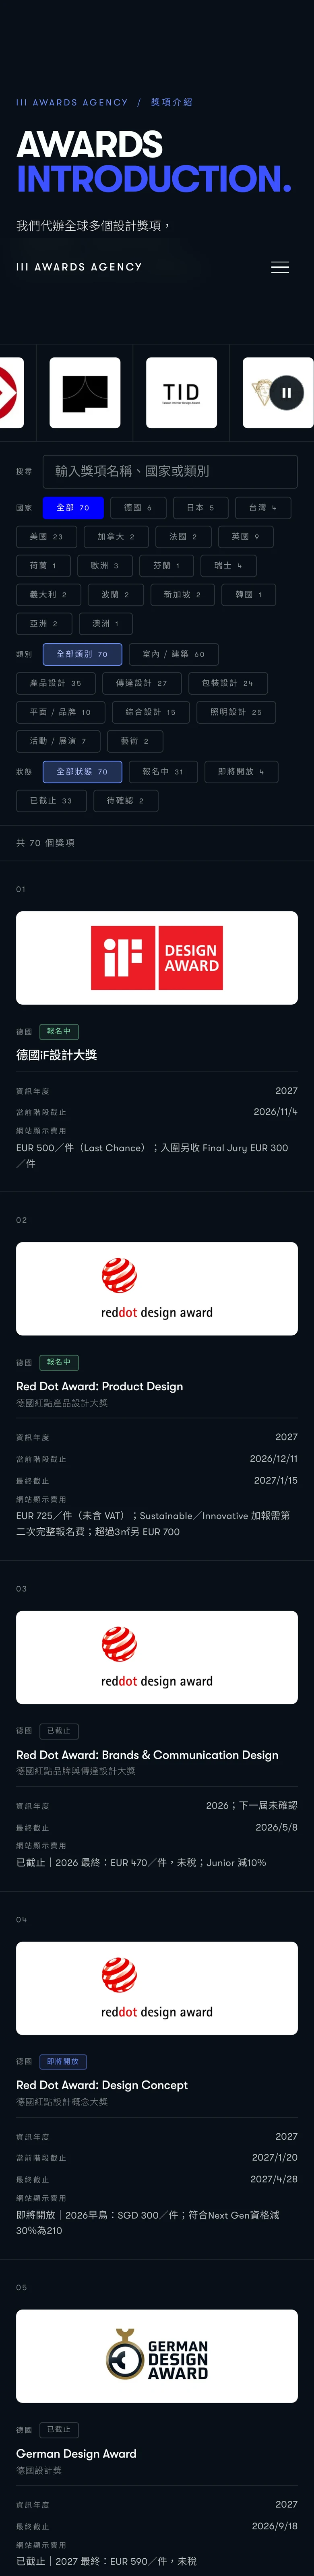 III AWARDS AGENCY / 獎項介紹
AWARDS
INTRODUCTION.
我們代辦全球多個設計獎項，
III AWARDS AGENCY
TID
搜尋 輸入獎項名稱、國家或類別
國家 全部 70 德國 6 日本 5 台灣 4
美國 23 加拿大 2 法國 2 英國 9
荷蘭 1 歐洲 3 芬蘭 1 瑞士 4
義大利 2 波蘭 2 新加坡 2 韓國 1
亞洲 2 澳洲 1
類別 全部類別 70 室內 / 建築 60
產品設計 35 傳達設計 27 包裝設計 24
平面 / 品牌 10 綜合設計 15 照明設計 25
活動 / 展演 7 藝術 2
狀態 全部狀態 70 報名中 31 即將開放 4
已截止 33 待確認 2
共 70 個獎項
01
iF DESIGN
AWARD
德國 報名中
德國iF設計大獎
資訊年度 2027
當前階段截止 2026/11/4
網站顯示費用
EUR 500／件（Last Chance）；入圍另收 Final Jury EUR 300
／件
02
reddot design award
德國 報名中
Red Dot Award: Product Design
德國紅點產品設計大獎
資訊年度 2027
當前階段截止 2026/12/11
最終截止 2027/1/15
網站顯示費用
EUR 725／件（未含 VAT）；Sustainable／Innovative 加報需第
二次完整報名費；超過3㎡另 EUR 700
03
reddot design award
德國 已截止
Red Dot Award: Brands & Communication Design
德國紅點品牌與傳達設計大獎
資訊年度 2026；下一屆未確認
最終截止 2026/5/8
網站顯示費用
已截止｜2026 最終：EUR 470／件，未稅；Junior 減10%
04
reddot design award
德國 即將開放
Red Dot Award: Design Concept
德國紅點設計概念大獎
資訊年度 2027
當前階段截止 2027/1/20
最終截止 2027/4/28
網站顯示費用
即將開放｜2026早鳥：SGD 300／件；符合Next Gen資格減
30%為210
05
GERMAN
DESIGN
AWARD
德國 已截止
German Design Award
德國設計獎
資訊年度 2027
最終截止 2026/9/18
網站顯示費用
已截止｜2027 最終：EUR 590／件，未稅